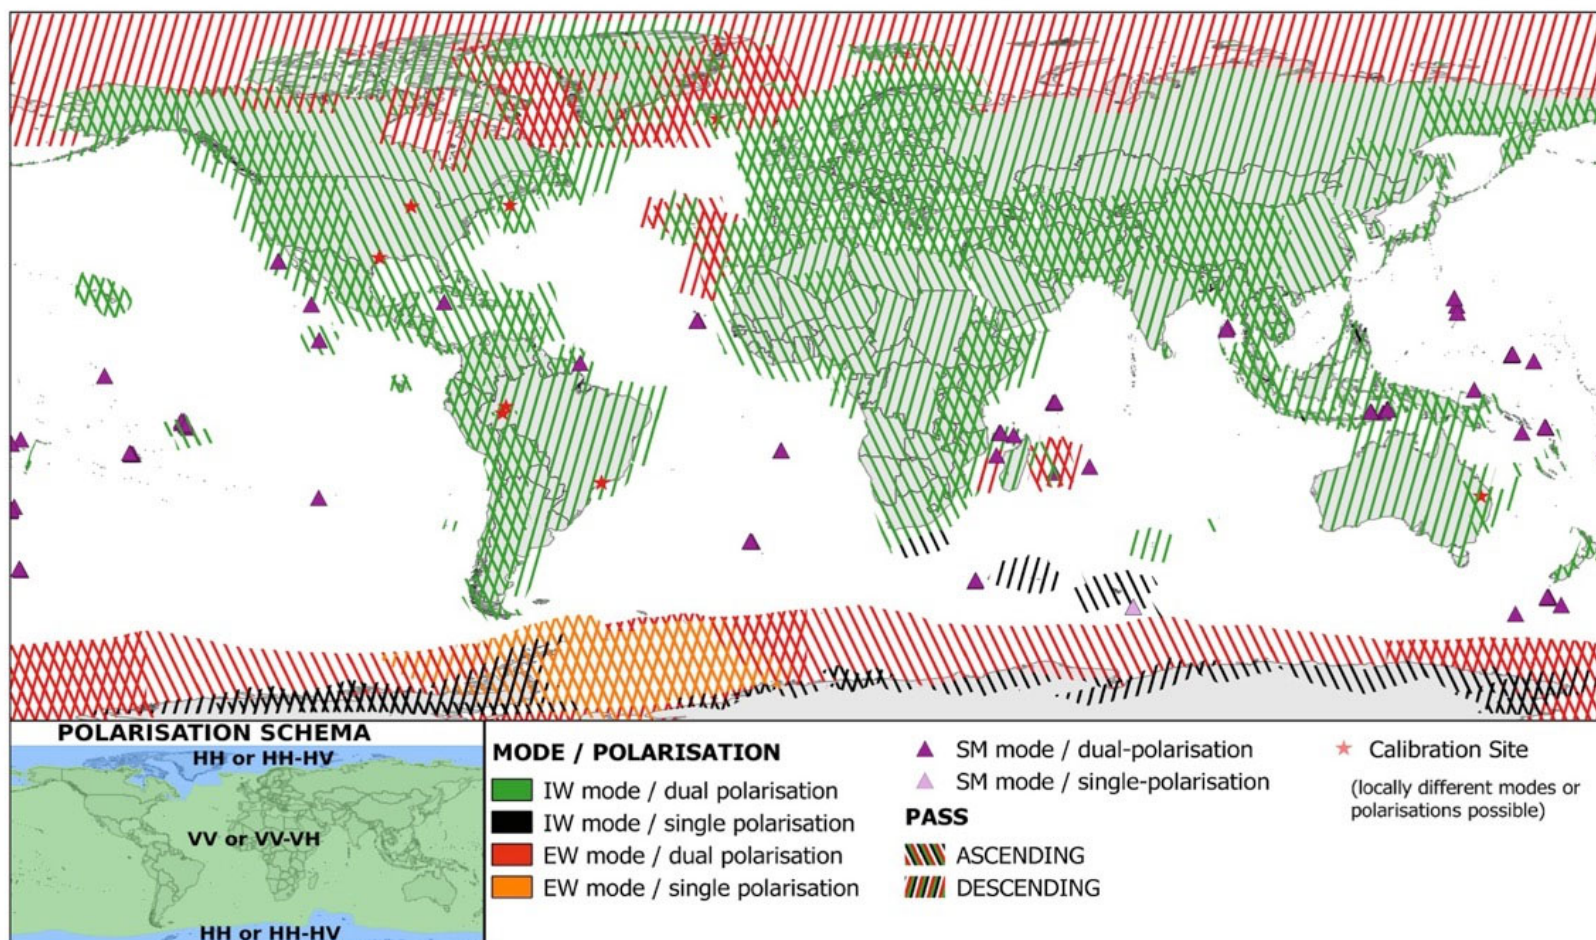 POLARISATION SCHEMA
HH or HH-HV
VV or VV-VH
HH or HH-HV
MODE / POLARISATION
IW mode / dual polarisation
IW mode / single polarisation
EW mode / dual polarisation
EW mode / single polarisation
SM mode / dual-polarisation
SM mode / single-polarisation
PASS
ASCENDING
DESCENDING
Calibration Site
(locally different modes or
polarisations possible)